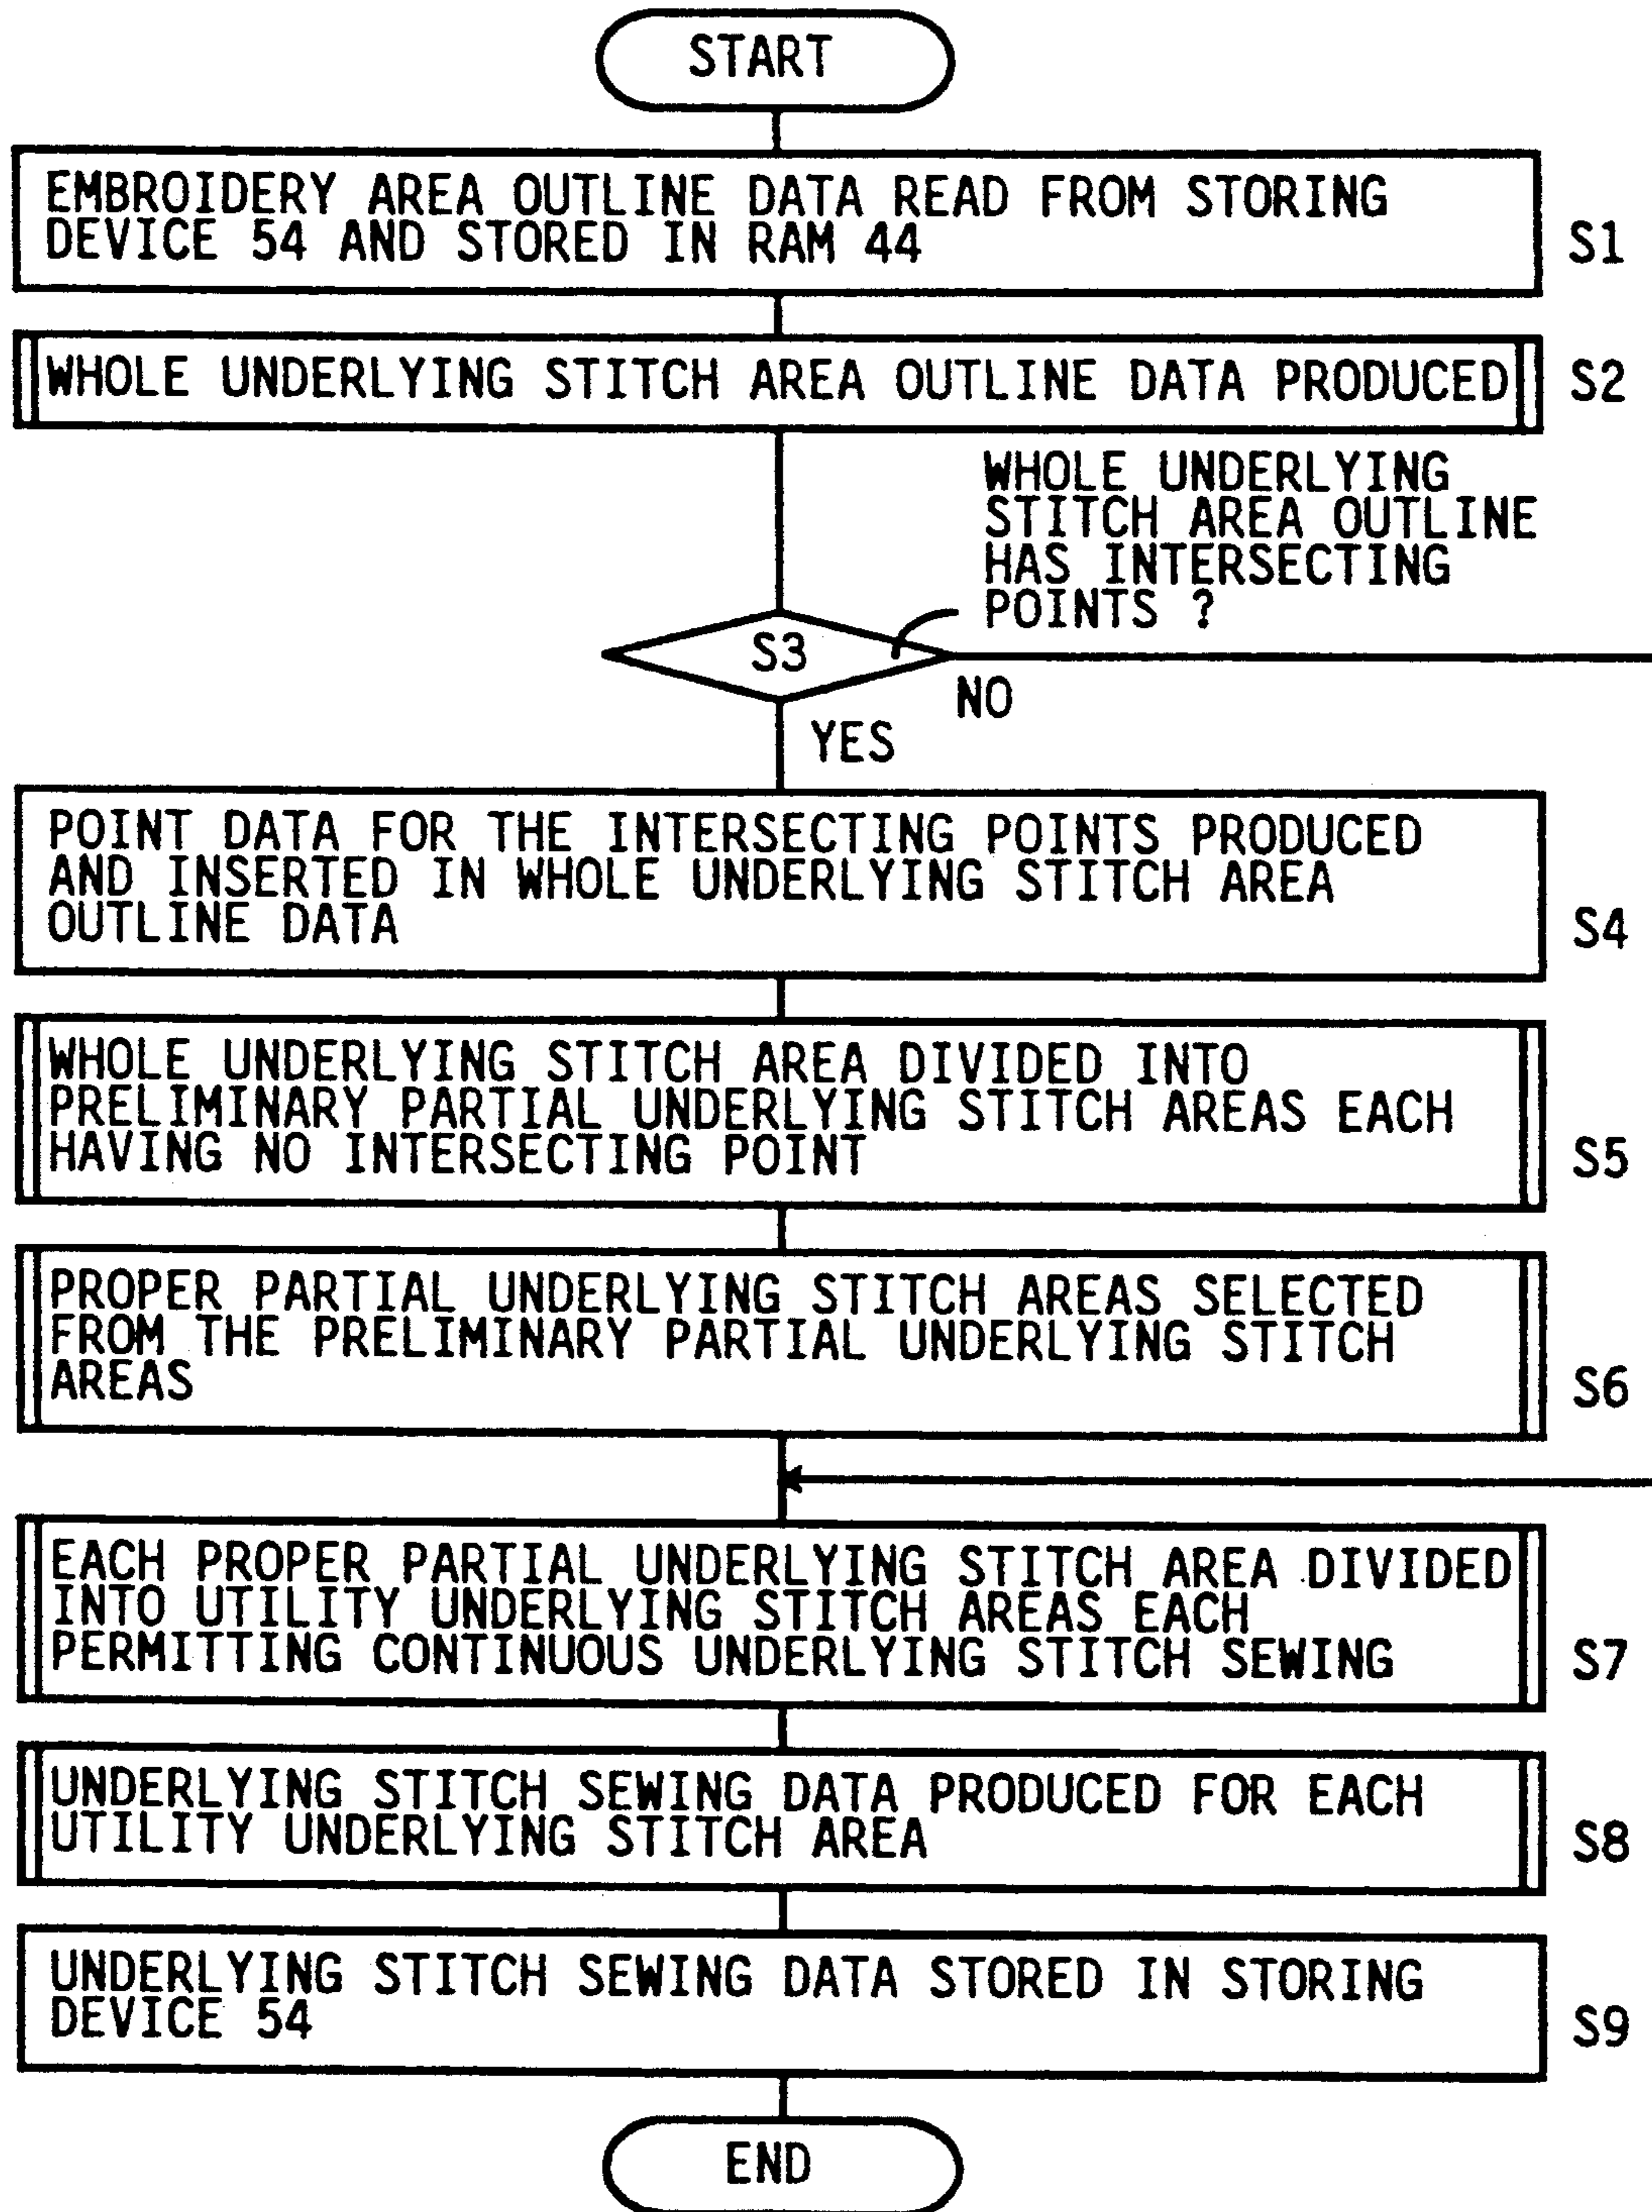 START
EMBROIDERY AREA OUTLINE DATA READ FROM STORING
DEVICE 54 AND STORED IN RAM 44
S1
WHOLE UNDERLYING STITCH AREA OUTLINE DATA PRODUCED
S2
WHOLE UNDERLYING
STITCH AREA OUTLINE
HAS INTERSECTING
POINTS ?
S3
NO
YES
POINT DATA FOR THE INTERSECTING POINTS PRODUCED
AND INSERTED IN WHOLE UNDERLYING STITCH AREA
OUTLINE DATA
S4
WHOLE UNDERLYING STITCH AREA DIVIDED INTO
PRELIMINARY PARTIAL UNDERLYING STITCH AREAS EACH
HAVING NO INTERSECTING POINT
S5
PROPER PARTIAL UNDERLYING STITCH AREAS SELECTED
FROM THE PRELIMINARY PARTIAL UNDERLYING STITCH
AREAS
S6
EACH PROPER PARTIAL UNDERLYING STITCH AREA DIVIDED
INTO UTILITY UNDERLYING STITCH AREAS EACH
PERMITTING CONTINUOUS UNDERLYING STITCH SEWING
S7
UNDERLYING STITCH SEWING DATA PRODUCED FOR EACH
UTILITY UNDERLYING STITCH AREA
S8
UNDERLYING STITCH SEWING DATA STORED IN STORING
DEVICE 54
S9
END